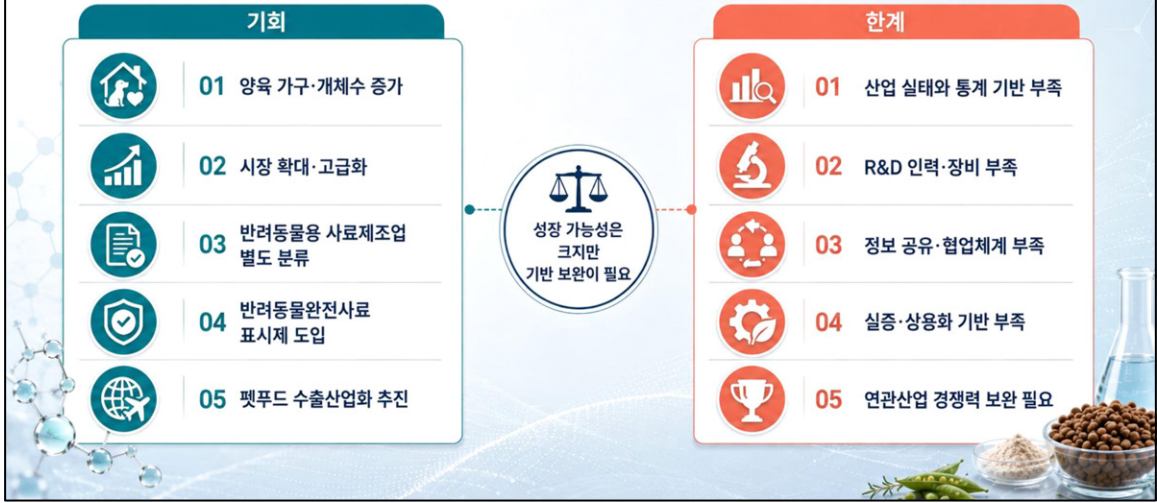 기회
01 양육 가구·개체수 증가
02 시장 확대·고급화
03 반려동물용 사료제조업
별도 분류
04 반려동물완전사료
표시제 도입
05 펫푸드 수출산업화 추진
성장 가능성은
크지만
기반 보완이 필요
한계
01 산업 실태와 통계 기반 부족
02 R&D 인력·장비 부족
03 정보 공유·협업체계 부족
04 실증·상용화 기반 부족
05 연관산업 경쟁력 보완 필요